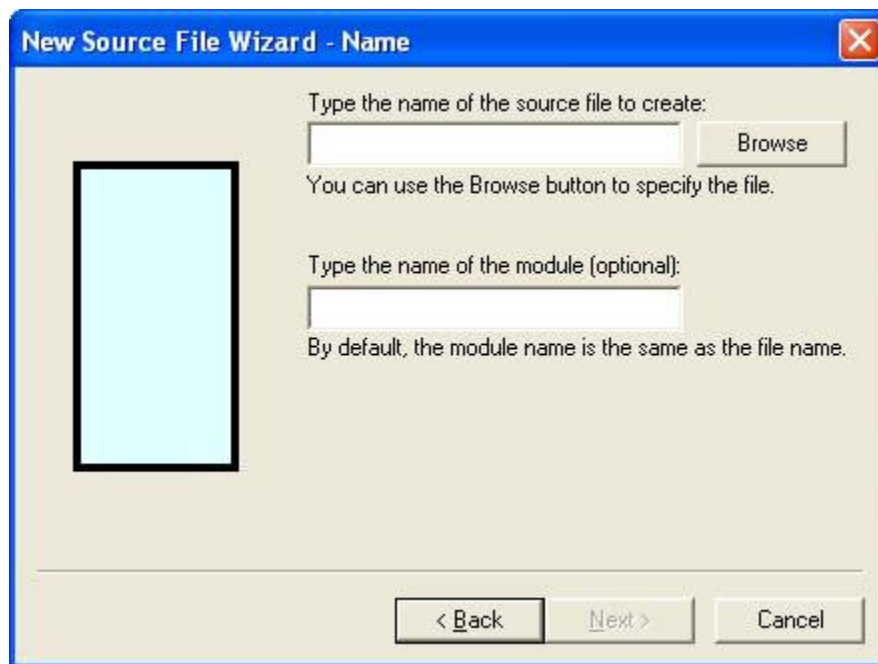 New Source File Wizard - Name
Type the name of the source file to create:
Browse
You can use the Browse button to specify the file.
Type the name of the module (optional):
By default, the module name is the same as the file name.
< Back
Next >
Cancel